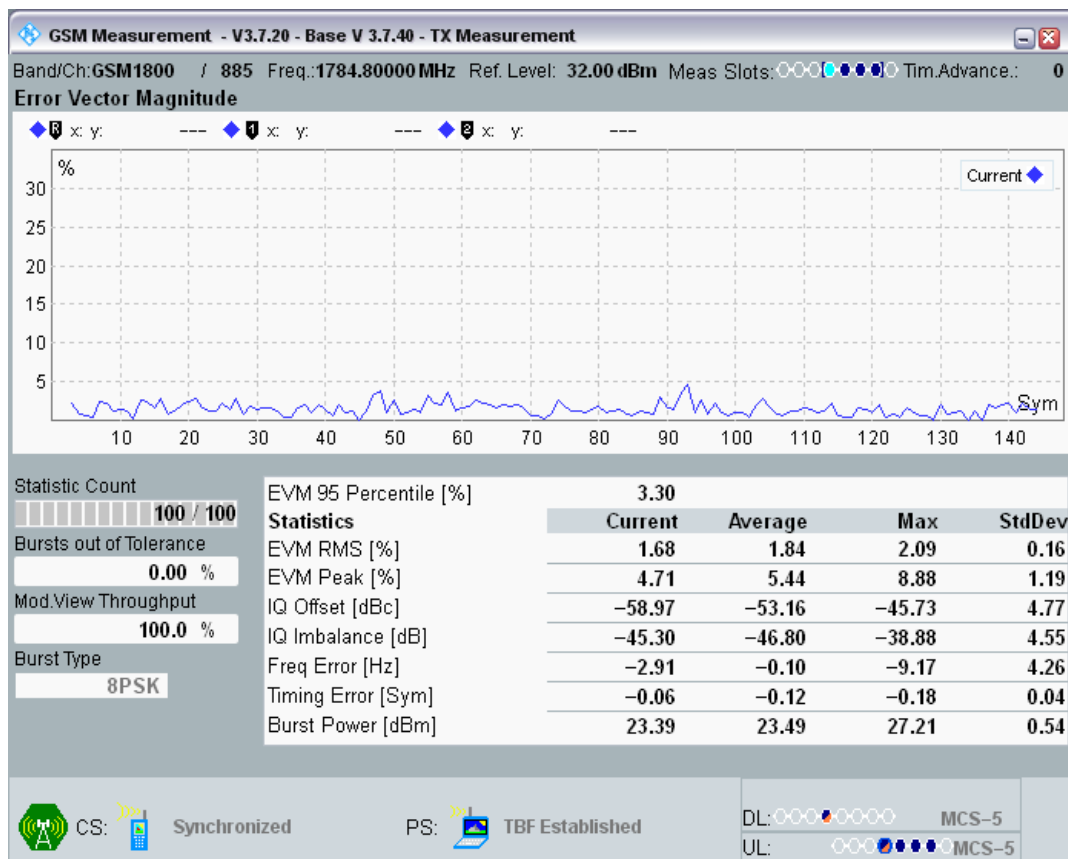 GSM Measurement - V3.7.20 - Base V 3.7.40 - TX Measurement
Band/Ch:GSM1800 / 885 Freq.:1784.80000 MHz Ref. Level: 32.00 dBm Meas Slots: Tim.Advance.: 0
Error Vector Magnitude
R x: y: --- 1 x: y: --- 2 x: y: ---
%
Current
30
25
20
15
10
5
Sym
10 20 30 40 50 60 70 80 90 100 110 120 130 140
Statistic Count
100 / 100
Bursts out of Tolerance
0.00 %
Mod.View Throughput
100.0 %
Burst Type
8PSK
EVM 95 Percentile [%] 3.30
Statistics Current Average Max StdDev
EVM RMS [%] 1.68 1.84 2.09 0.16
EVM Peak [%] 4.71 5.44 8.88 1.19
IQ Offset [dBc] −58.97 −53.16 −45.73 4.77
IQ Imbalance [dB] −45.30 −46.80 −38.88 4.55
Freq Error [Hz] −2.91 −0.10 −9.17 4.26
Timing Error [Sym] −0.06 −0.12 −0.18 0.04
Burst Power [dBm] 23.39 23.49 27.21 0.54
CS: Synchronized PS: TBF Established
DL: MCS−5
UL: MCS−5